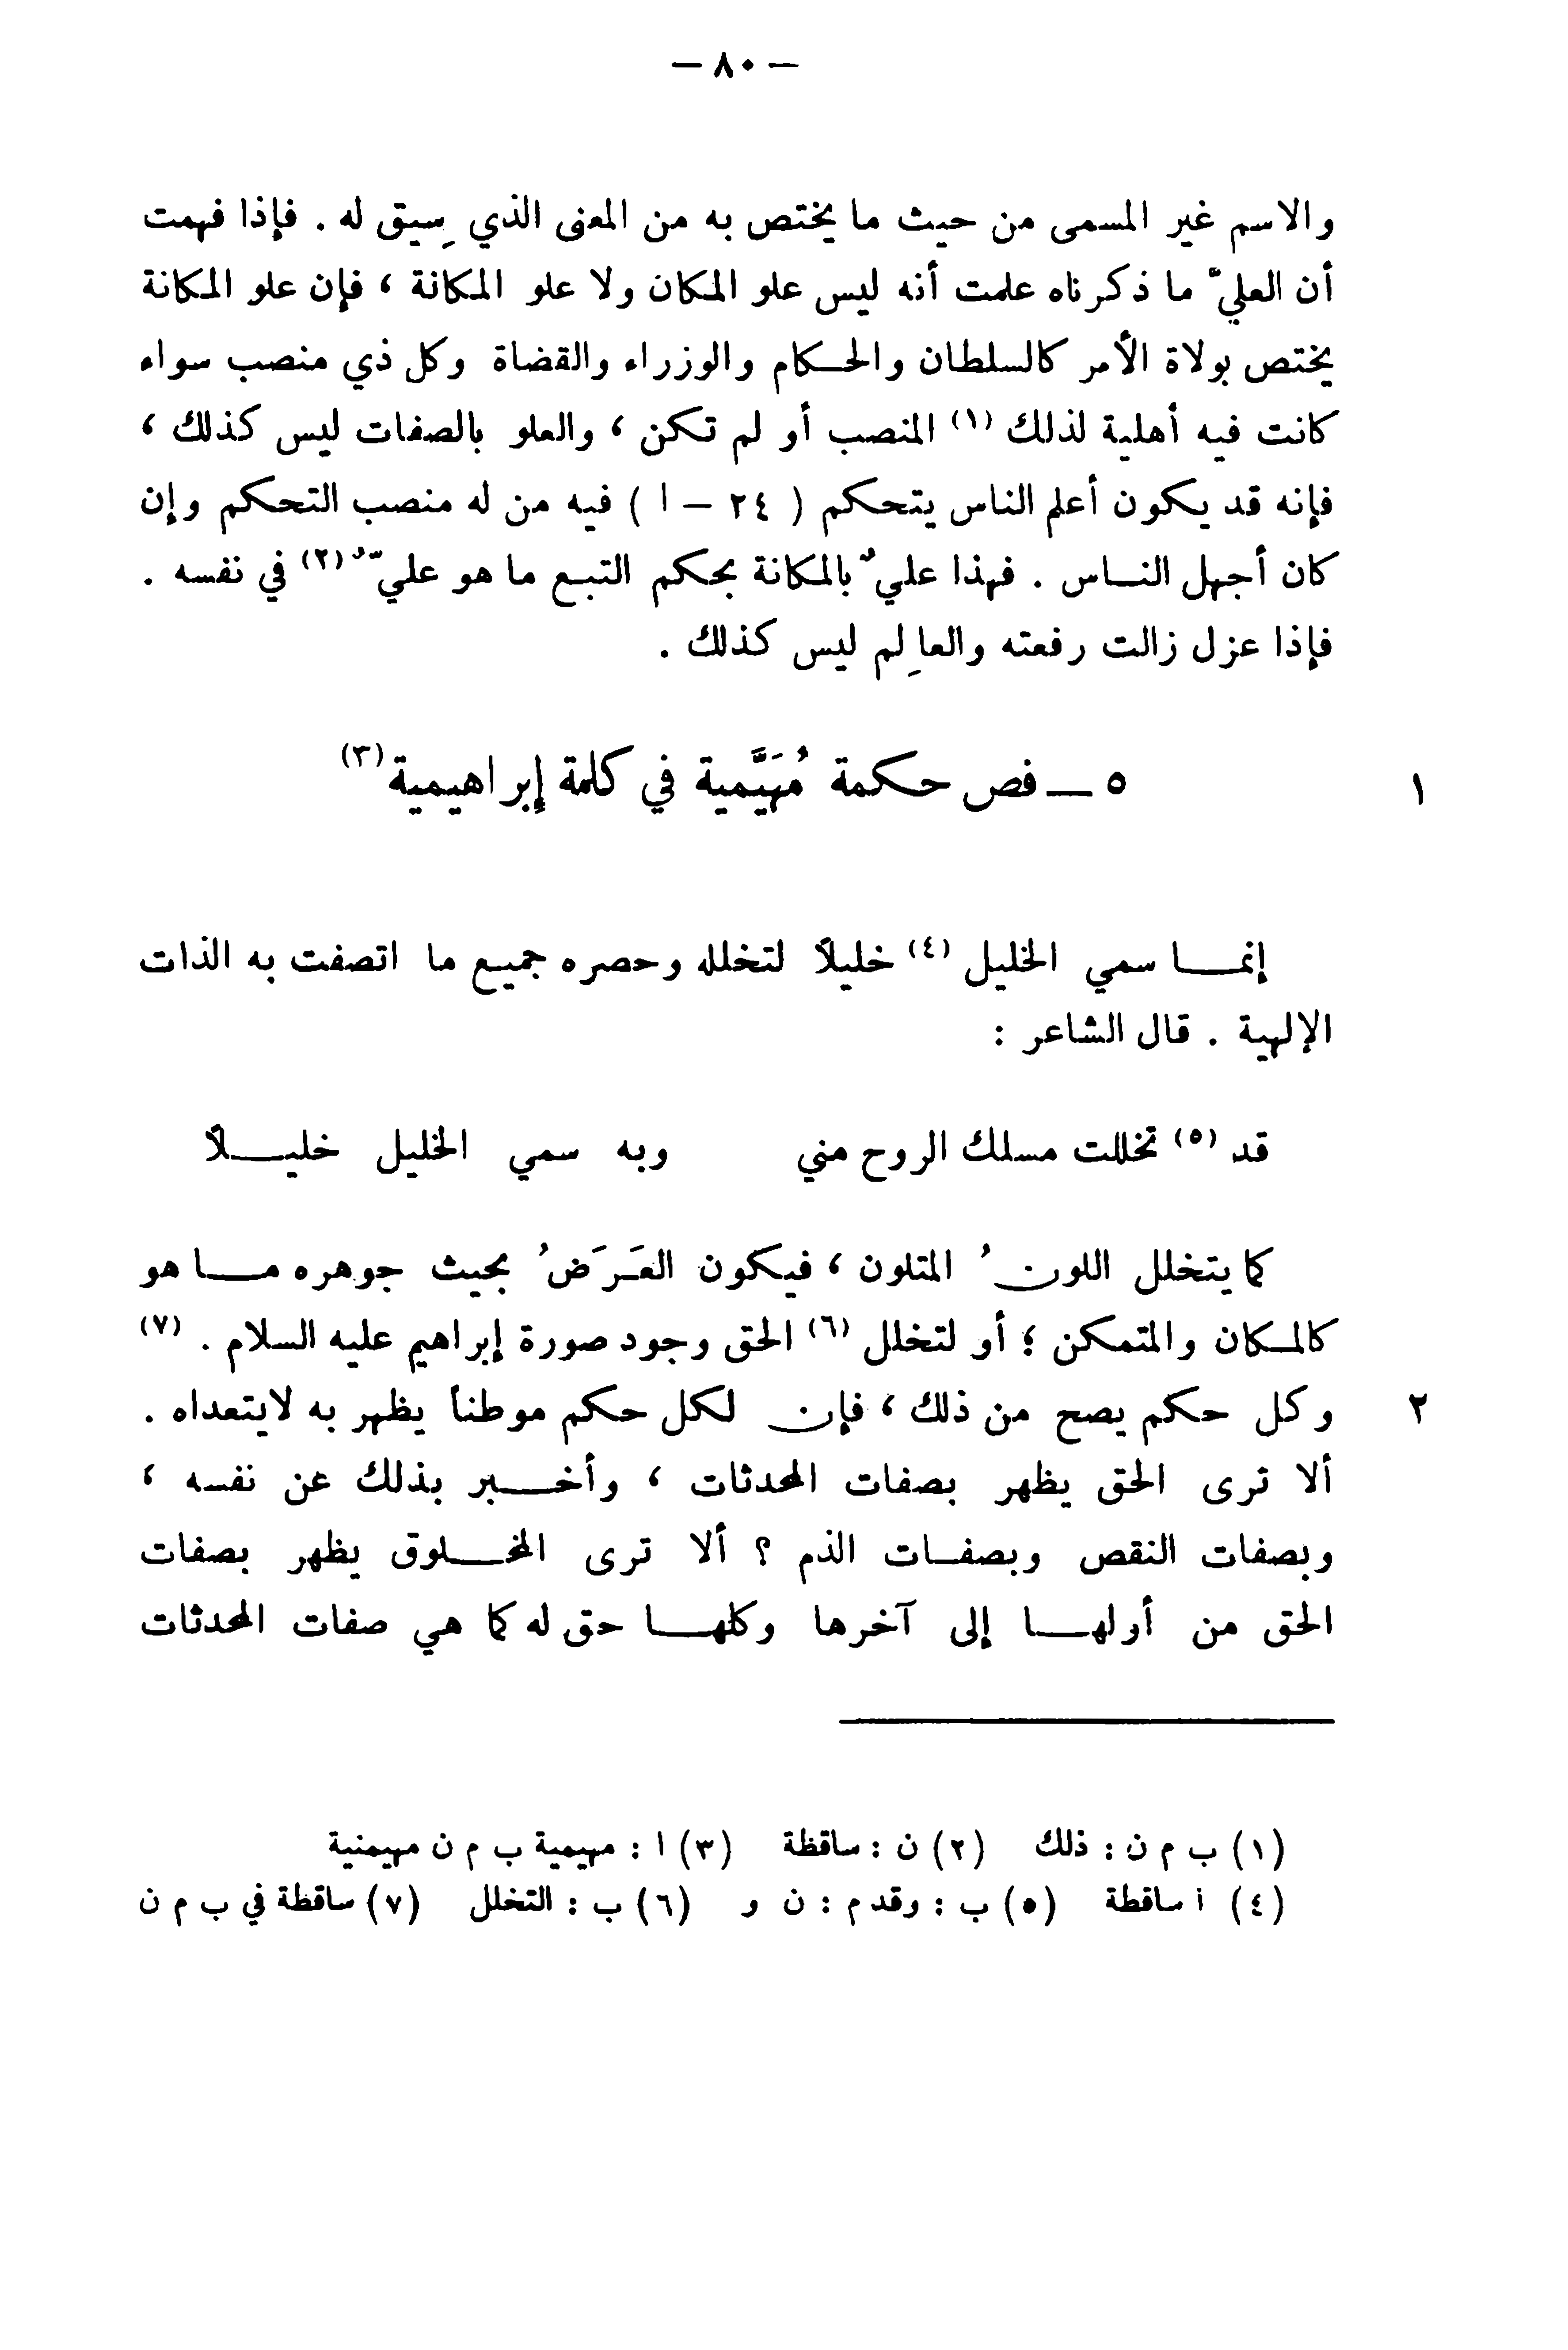 — ٨٠ —
والاسم غير المسمى من حيث ما يختص به من المعنى الذي سِيق له . فإذا فهمت
أن العليّ ما ذكرناه علمت أنه ليس علو المكان ولا علو المكانة ، فإن علو المكانة
يختص بولاة الأمر كالسلطان والحكام والوزراء والقضاة وكل ذي منصب سواء
كانت فيه أهلية لذلك (١) المنصب أو لم تكن ، والعلو بالصفات ليس كذلك ،
فإنه قد يكون أعلم الناس يتحكم ( ٢٤ – ا ) فيه من له منصب التحكم وإن
كان أجهل الناس . فهذا عليٌ بالمكانة بحكم التبع ما هو عليّ (٢) في نفسه .
فإذا عزل زالت رفعته والعالِم ليس كذلك .
١ ٥ — فص حكمة مُهَيَّمية في كلمة إبراهيمية (٣)
إنما سمي الخليل (٤) خليلاً لتخلله وحصره جميع ما اتصفت به الذات
الإلهية . قال الشاعر :
قد (٥) تخللت مسلك الروح مني وبه سمي الخليل خليلاً
كما يتخلل اللونُ المتلون ، فيكون العَرَضُ بحيث جوهره ما هو
كالمكان والمتمكن ؛ أو لتخلل (٦) الحق وجود صورة إبراهيم عليه السلام . (٧)
٢ وكل حكم يصح من ذلك ، فإن لكل حكم موطناً يظهر به لايتعداه .
ألا ترى الحق يظهر بصفات المحدثات ، وأخبر بذلك عن نفسه ،
وبصفات النقص وبصفات الذم ؟ ألا ترى المخلوق يظهر بصفات
الحق من أولها إلى آخرها وكلها حق له كما هي صفات المحدثات
(١) ب م ن : ذلك (٢) ن : ساقظة (٣) ا : مهيمية ب م ن مهيمنية
(٤) أ ساقطة (٥) ب : وقد م : ن و (٦) ب : التخلل (٧) ساقظة في ب م ن